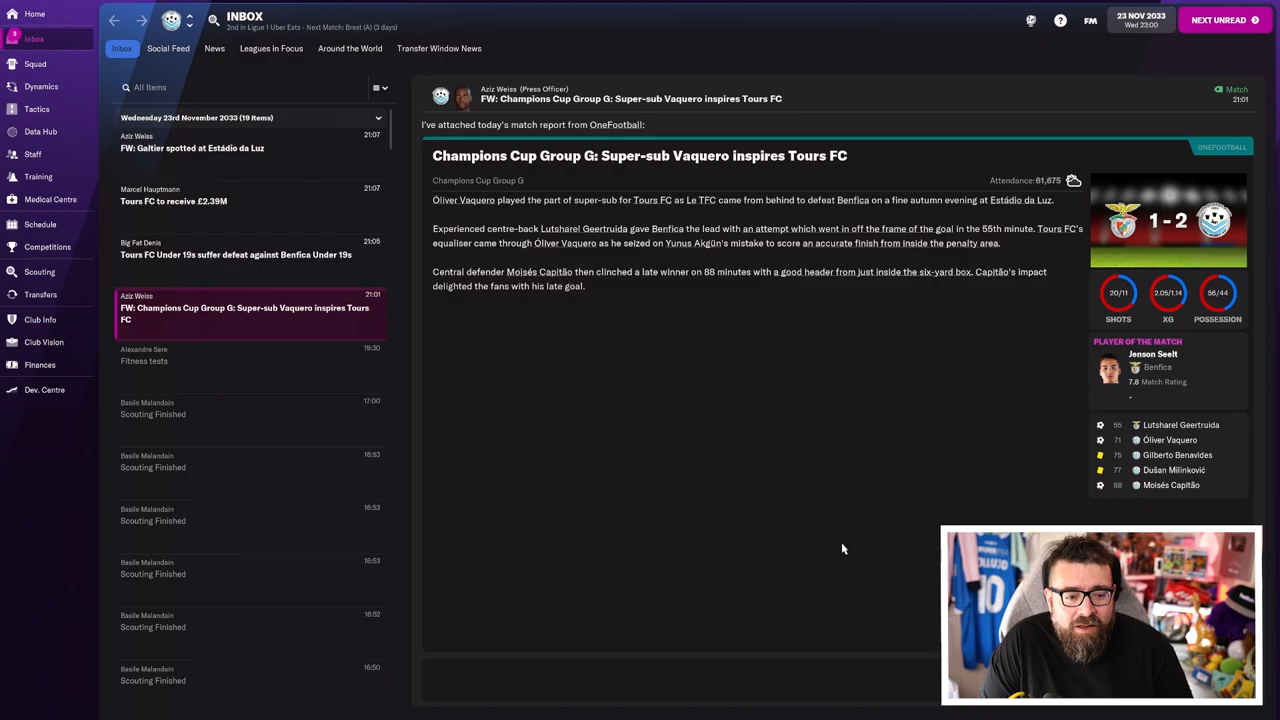 Home
3
Inbox
Squad
Dynamics
Tactics
Data Hub
Staff
Training
Medical Centre
Schedule
Competitions
Scouting
Transfers
Club Info
Club Vision
Finances
Dev. Centre
INBOX
2nd in Ligue 1 Uber Eats - Next Match: Brest (A) (3 days)
?
FM
23 NOV 2033
Wed 23:00
NEXT UNREAD
Inbox
Social Feed
News
Leagues in Focus
Around the World
Transfer Window News
All Items
Wednesday 23rd November 2033 (19 items)
Aziz Weiss
21:07
FW: Galtier spotted at Estádio da Luz
Marcel Hauptmann
21:07
Tours FC to receive £2.39M
Big Fat Denis
21:05
Tours FC Under 19s suffer defeat against Benfica Under 19s
Aziz Weiss
21:01
FW: Champions Cup Group G: Super-sub Vaquero inspires Tours
FC
Alexandre Sere
19:30
Fitness tests
Basile Malandain
17:00
Scouting Finished
Basile Malandain
16:53
Scouting Finished
Basile Malandain
16:53
Scouting Finished
Basile Malandain
16:53
Scouting Finished
Basile Malandain
16:52
Scouting Finished
Basile Malandain
16:50
Scouting Finished
Aziz Weiss (Press Officer)
FW: Champions Cup Group G: Super-sub Vaquero inspires Tours FC
Match
21:01
I've attached today's match report from OneFootball:
ONEFOOTBALL
Champions Cup Group G: Super-sub Vaquero inspires Tours FC
Champions Cup Group G
Attendance: 61,675
Óliver Vaquero played the part of super-sub for Tours FC as Le TFC came from behind to defeat Benfica on a fine autumn evening at Estádio da Luz.
Experienced centre-back Lutsharel Geertruida gave Benfica the lead with an attempt which went in off the frame of the goal in the 55th minute. Tours FC's
equaliser came through Óliver Vaquero as he seized on Yunus Akgün's mistake to score an accurate finish from inside the penalty area.
Central defender Moisés Capitão then clinched a late winner on 88 minutes with a good header from just inside the six-yard box. Capitão's impact
delighted the fans with his late goal.
1 - 2
20/11
SHOTS
2.05/1.14
XG
56/44
POSSESSION
PLAYER OF THE MATCH
Jenson Seelt
Benfica
7.8 Match Rating
-
55 Lutsharel Geertruida
71 Óliver Vaquero
75 Gilberto Benavides
77 Dušan Milinković
88 Moisés Capitão
10